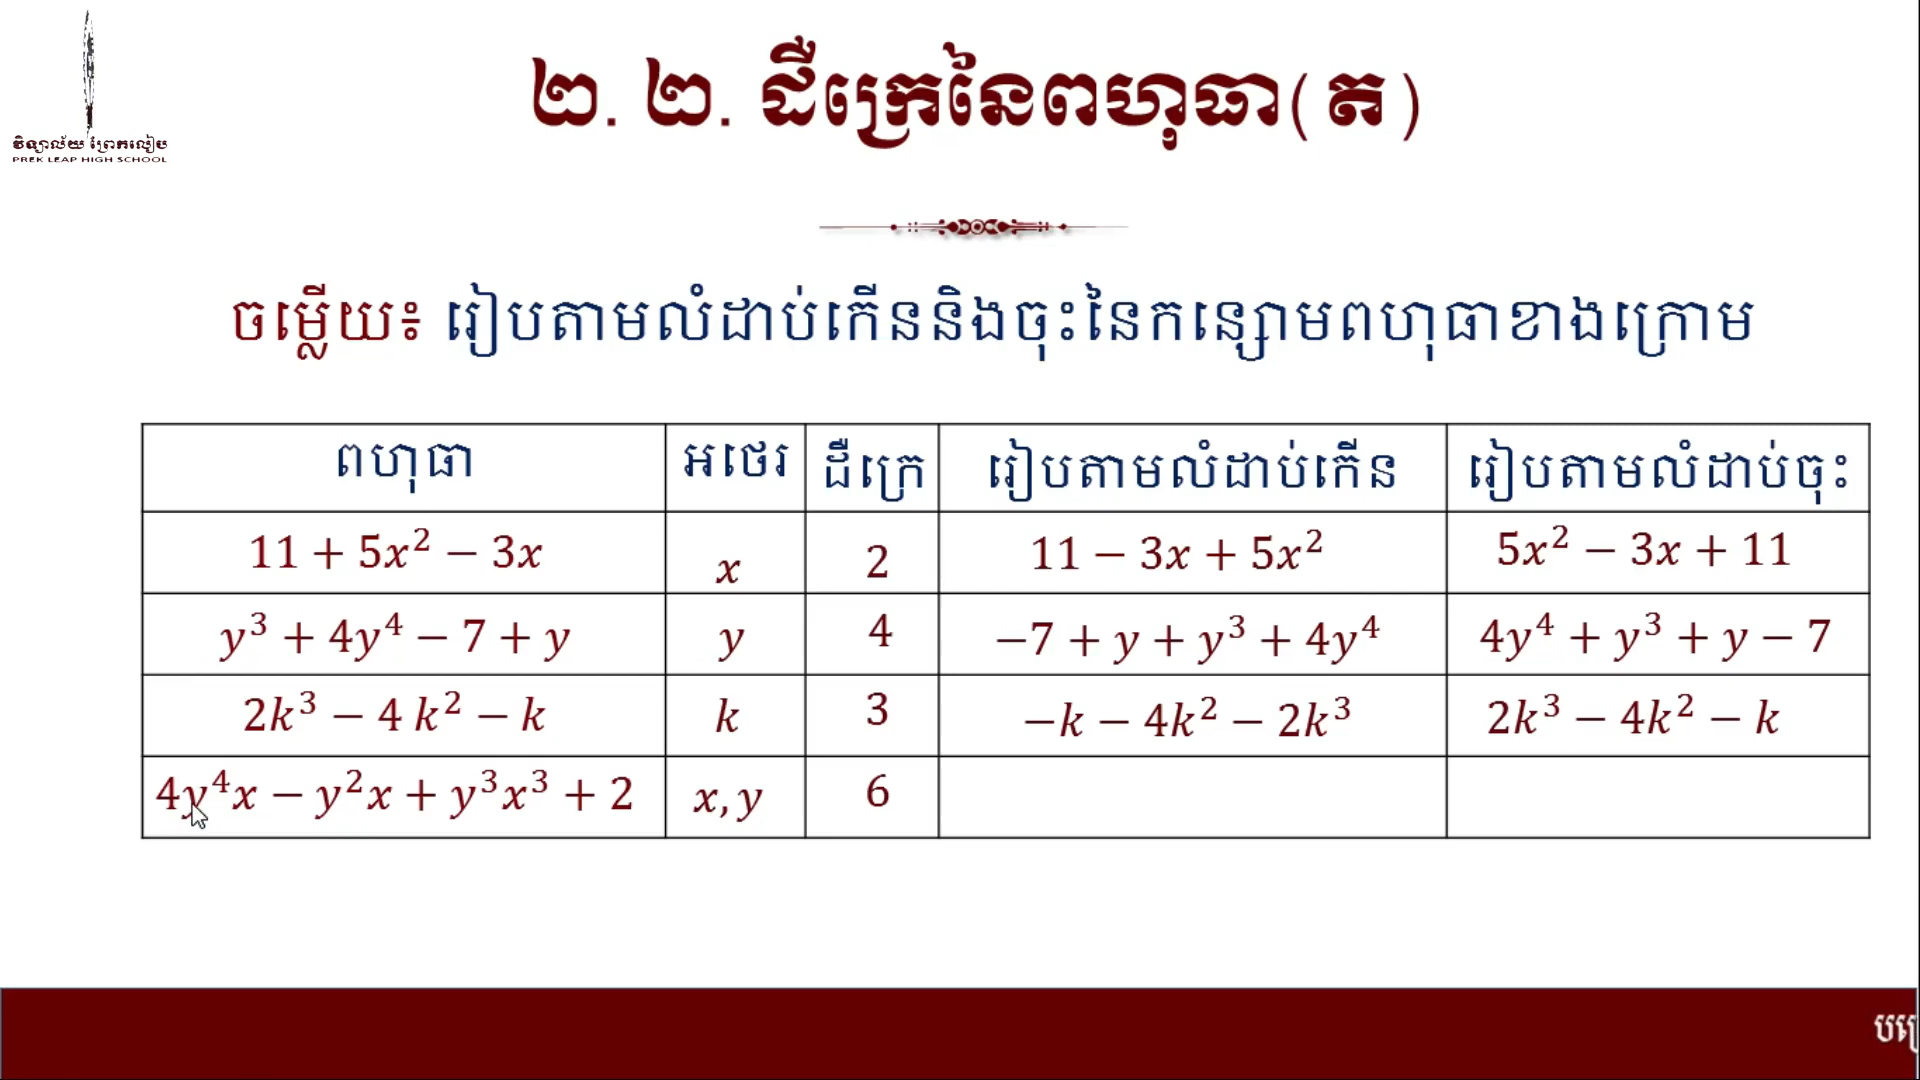 វិទ្យាល័យ ព្រែកលៀប
PREK LEAP HIGH SCHOOL
២. ២. ដឺក្រេនៃពហុធា(ត)
ចម្លើយ៖ រៀបតាមលំដាប់កើននិងចុះនៃកន្សោមពហុធាខាងក្រោម
ពហុធា អថេរ ដឺក្រេ រៀបតាមលំដាប់កើន រៀបតាមលំដាប់ចុះ
11 + 5x² − 3x x 2 11 − 3x + 5x² 5x² − 3x + 11
y³ + 4y⁴ − 7 + y y 4 −7 + y + y³ + 4y⁴ 4y⁴ + y³ + y − 7
2k³ − 4 k² − k k 3 −k − 4k² − 2k³ 2k³ − 4k² − k
4y⁴x − y²x + y³x³ + 2 x, y 6